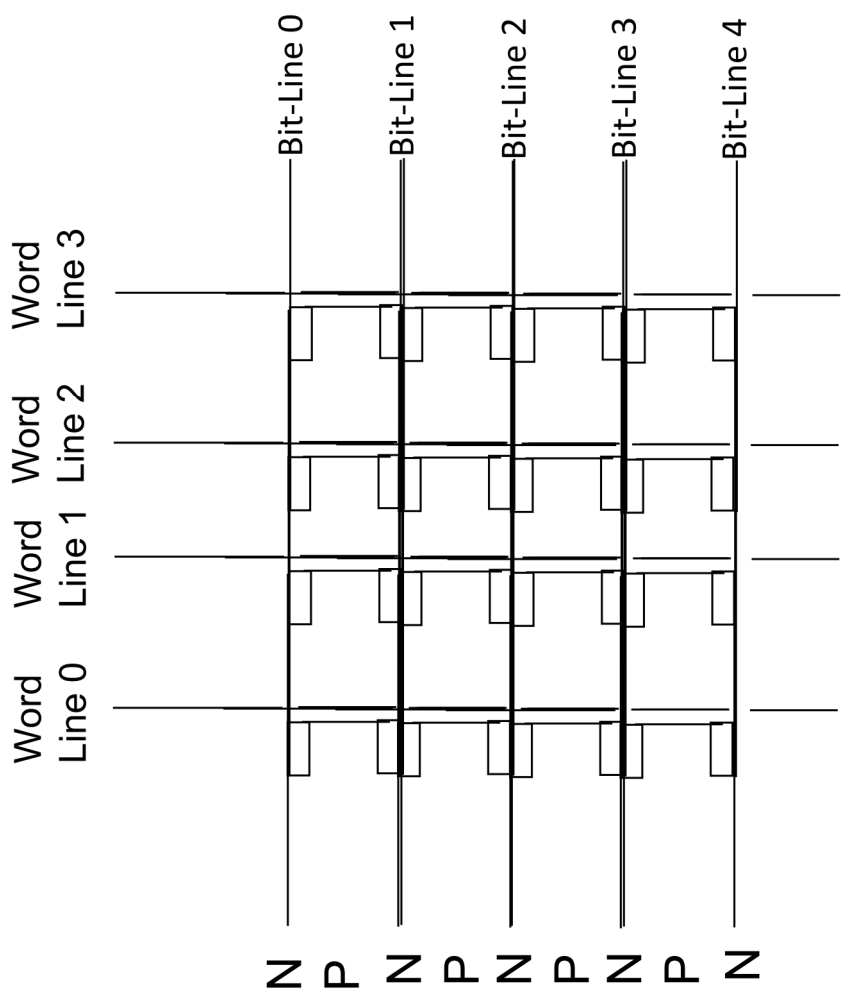 Bit-Line 0
Bit-Line 1
Bit-Line 2
Bit-Line 3
Bit-Line 4
Word
Line 3
Word
Line 2
Word
Line 1
Word
Line 0
N
P
N
P
N
P
N
P
N